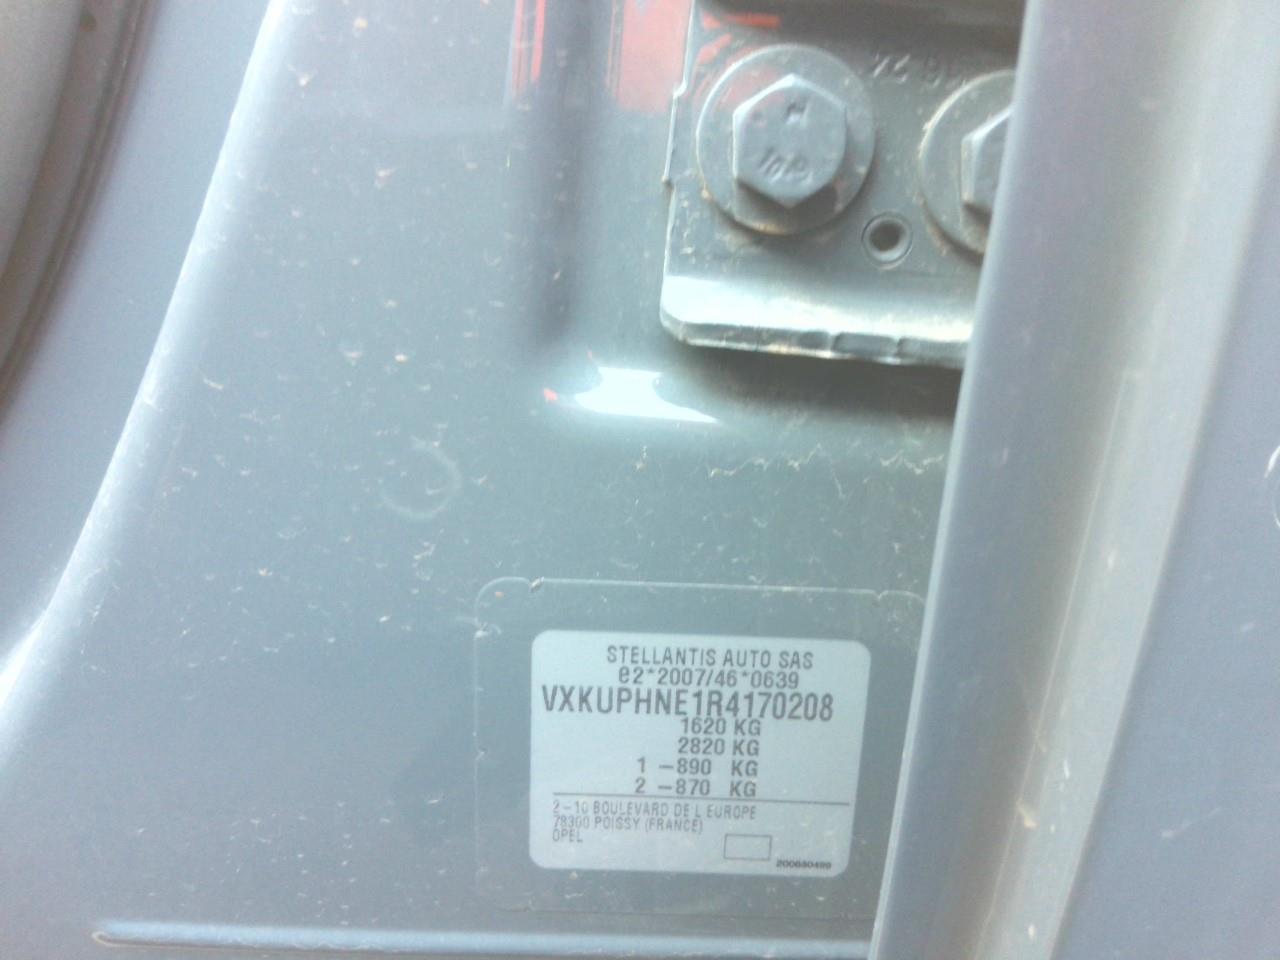 STELLANTIS AUTO SAS
e2*2007/46*0639
VXKUPHNE1R4170208
1620 KG
2820 KG
1 -890 KG
2 -870 KG
2-10 BOULEVARD DE L EUROPE
78300 POISSY (FRANCE)
OPEL